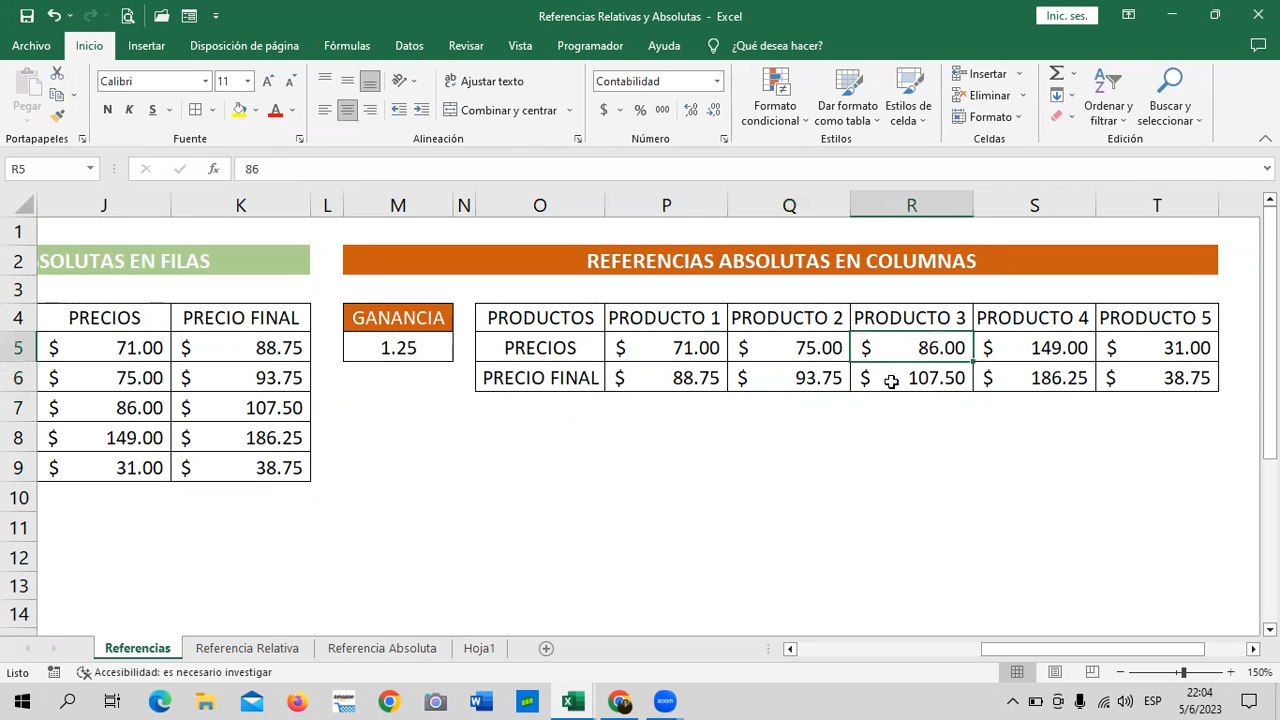 Referencias Relativas y Absolutas - Excel
Inic. ses.
Archivo Inicio Insertar Disposición de página Fórmulas Datos Revisar Vista Programador Ayuda ¿Qué desea hacer?
Pegar
Calibri 11
Ajustar texto
Contabilidad
N K S
Combinar y centrar
$ % 000
Formato condicional
Dar formato como tabla
Estilos de celda
Insertar
Eliminar
Formato
Ordenar y filtrar
Buscar y seleccionar
Portapapeles Fuente Alineación Número Estilos Celdas Edición
R5 fx 86
J K L M N O P Q R S T
1
2 SOLUTAS EN FILAS REFERENCIAS ABSOLUTAS EN COLUMNAS
3
4 PRECIOS PRECIO FINAL GANANCIA PRODUCTOS PRODUCTO 1 PRODUCTO 2 PRODUCTO 3 PRODUCTO 4 PRODUCTO 5
5 $ 71.00 $ 88.75 1.25 PRECIOS $ 71.00 $ 75.00 $ 86.00 $ 149.00 $ 31.00
6 $ 75.00 $ 93.75 PRECIO FINAL $ 88.75 $ 93.75 $ 107.50 $ 186.25 $ 38.75
7 $ 86.00 $ 107.50
8 $ 149.00 $ 186.25
9 $ 31.00 $ 38.75
10
11
12
13
14
Referencias Referencia Relativa Referencia Absoluta Hoja1
Listo Accesibilidad: es necesario investigar 150%
amazon zoom ESP 22:04
5/6/2023